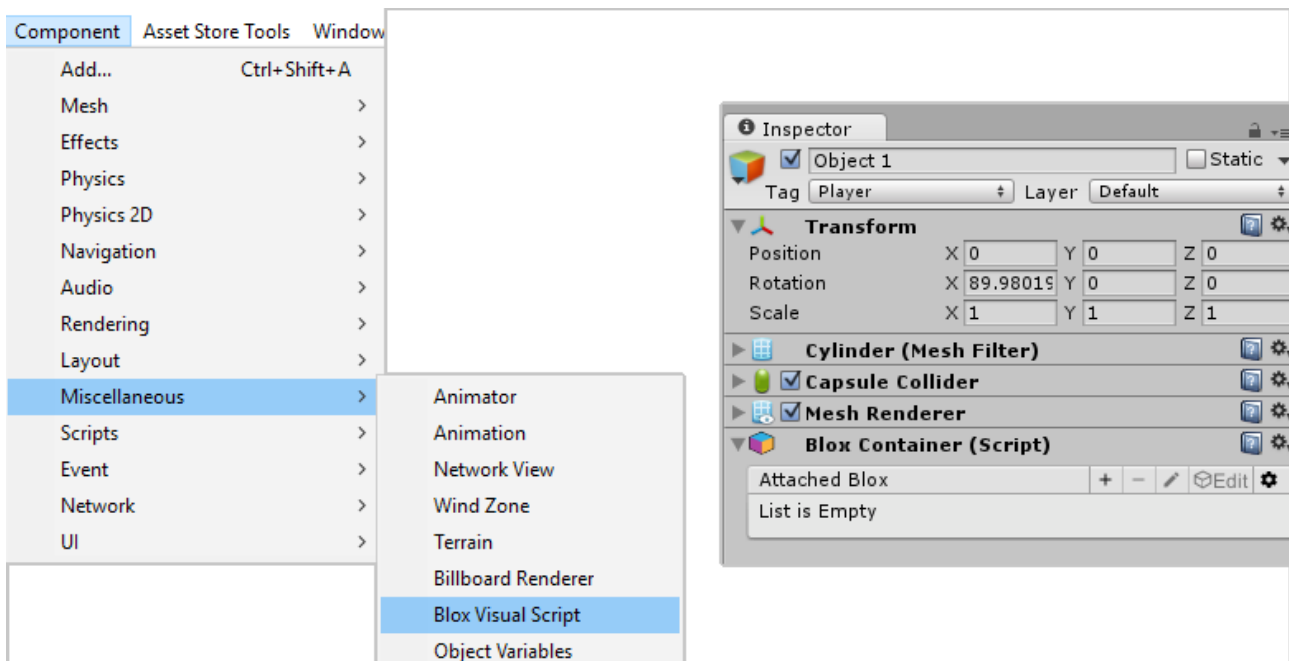 Component Asset Store Tools Window
Add... Ctrl+Shift+A
Mesh
Effects
Physics
Physics 2D
Navigation
Audio
Rendering
Layout
Miscellaneous
Scripts
Event
Network
UI
Animator
Animation
Network View
Wind Zone
Terrain
Billboard Renderer
Blox Visual Script
Object Variables
Inspector
Object 1 Static
Tag Player Layer Default
Transform
Position X 0 Y 0 Z 0
Rotation X 89.98019 Y 0 Z 0
Scale X 1 Y 1 Z 1
Cylinder (Mesh Filter)
Capsule Collider
Mesh Renderer
Blox Container (Script)
Attached Blox + − Edit
List is Empty